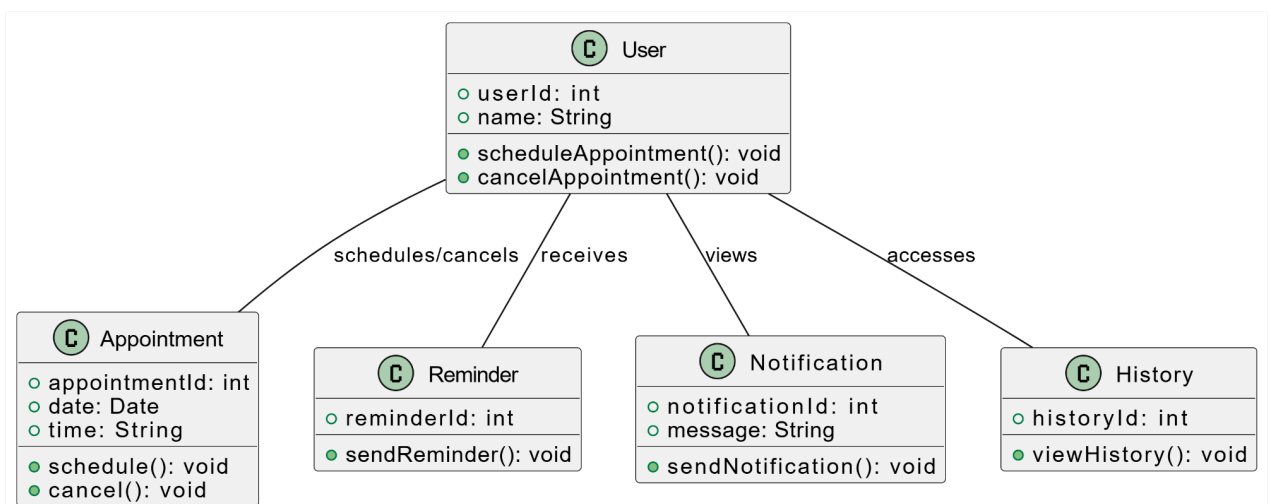 C User
userId: int
name: String
scheduleAppointment(): void
cancelAppointment(): void
schedules/cancels
receives
views
accesses
C Appointment
appointmentId: int
date: Date
time: String
schedule(): void
cancel(): void
C Reminder
reminderId: int
sendReminder(): void
C Notification
notificationId: int
message: String
sendNotification(): void
C History
historyId: int
viewHistory(): void